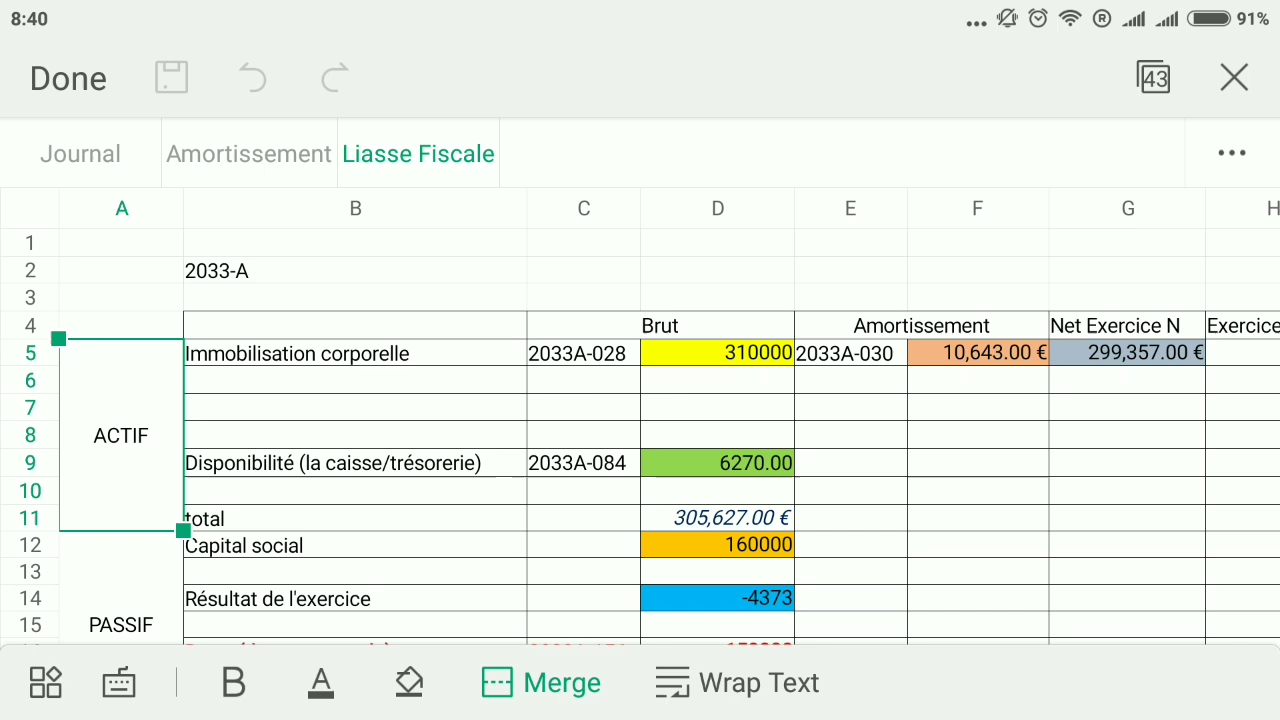 8:40 91%
Done 43
Journal Amortissement Liasse Fiscale
A B C D E F G H
1
2 2033-A
3
4 Brut Amortissement Net Exercice N Exercice
5 Immobilisation corporelle 2033A-028 310000 2033A-030 10,643.00 € 299,357.00 €
6
7
8 ACTIF
9 Disponibilité (la caisse/trésorerie) 2033A-084 6270.00
10
11 total 305,627.00 €
12 Capital social 160000
13
14 Résultat de l'exercice -4373
15 PASSIF
B A Merge Wrap Text